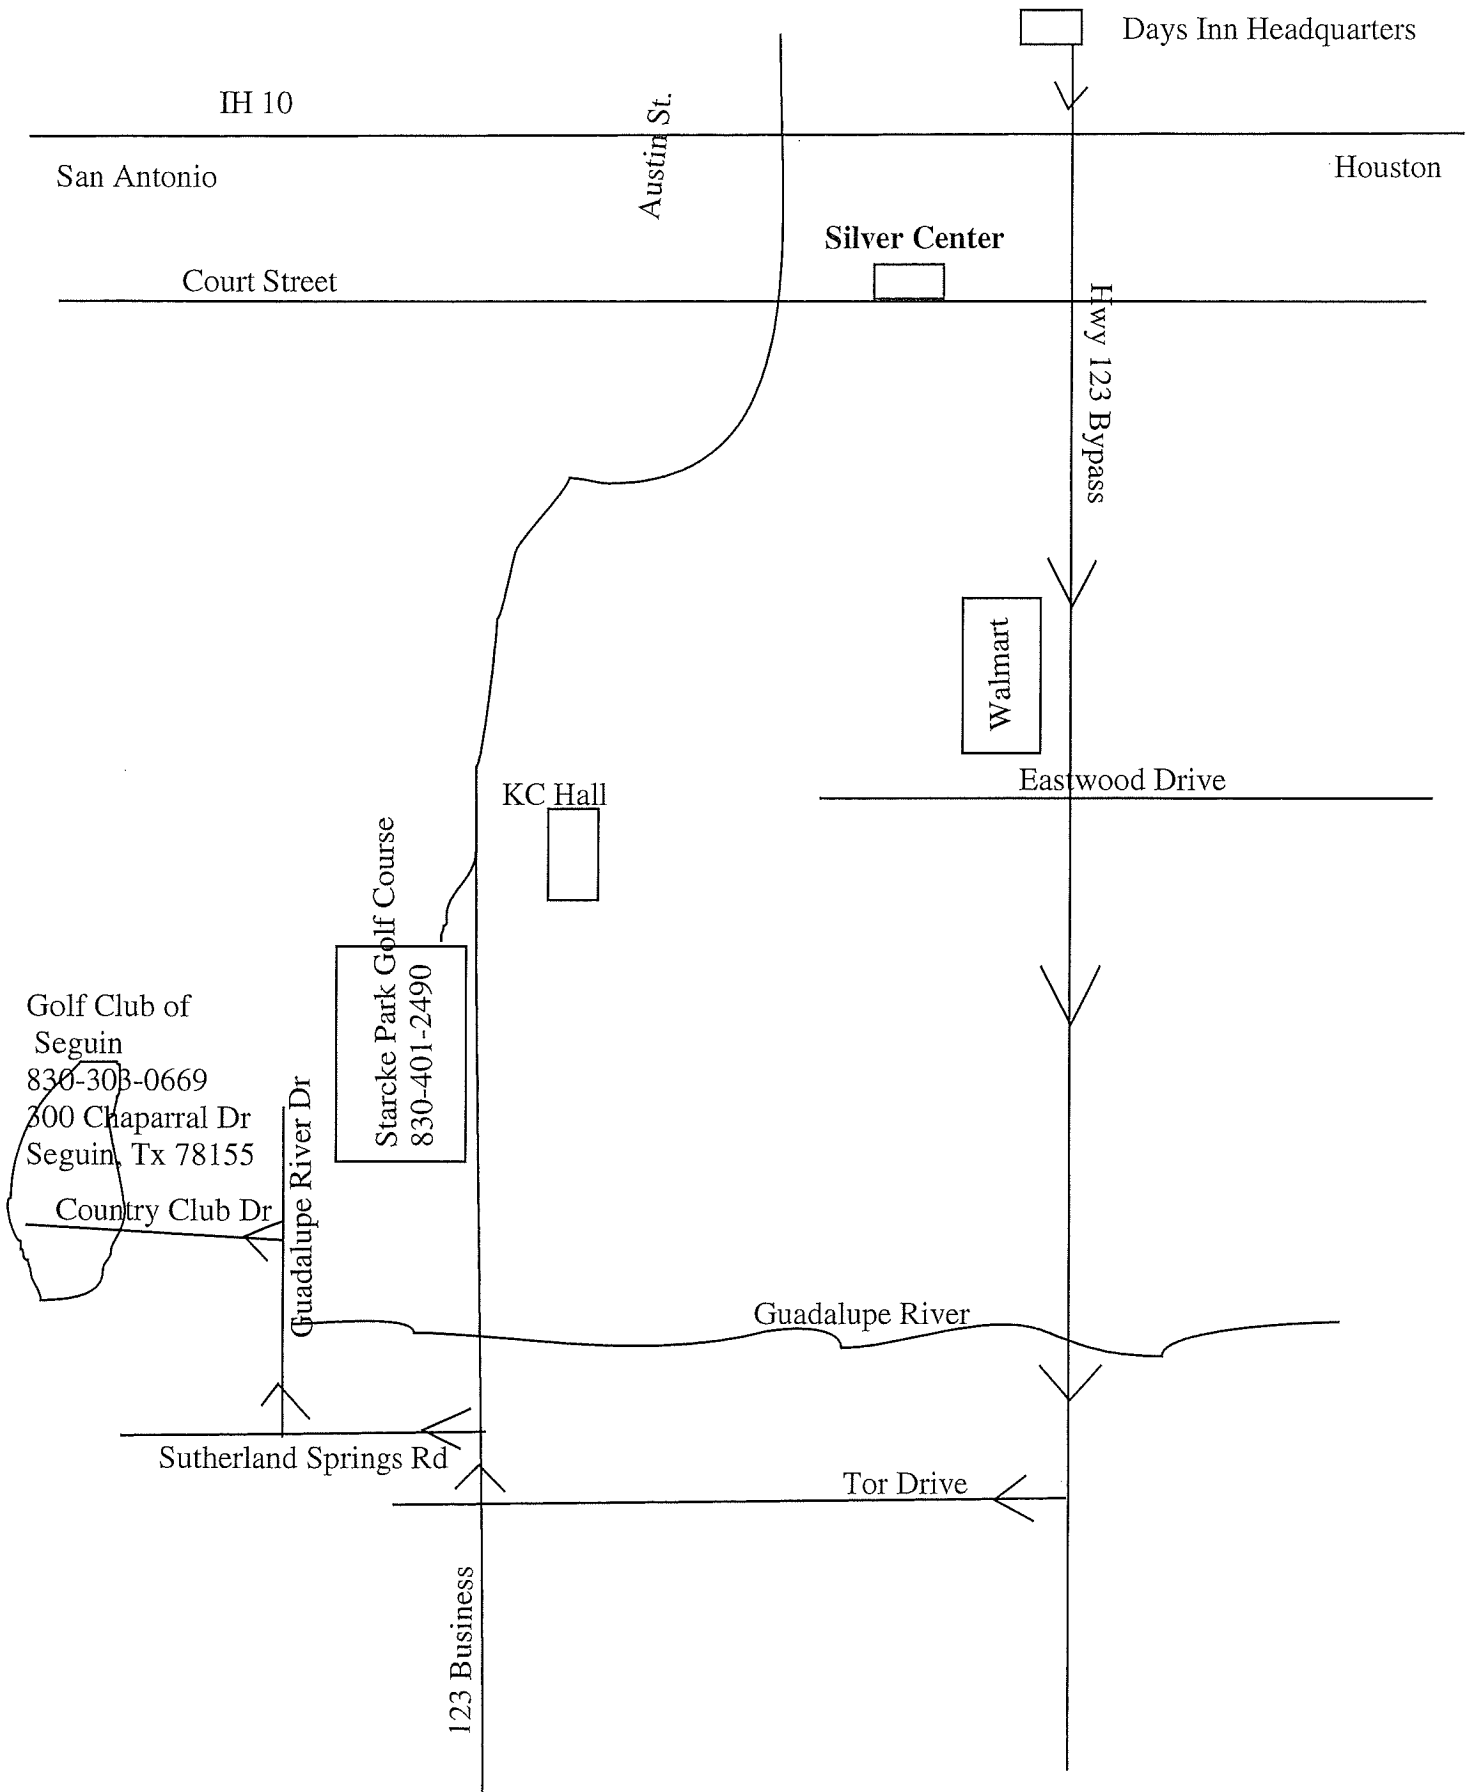 Days Inn Headquarters
IH 10
Austin St.
San Antonio
Houston
Silver Center
Court Street
Hwy 123 Bypass
Walmart
Eastwood Drive
KC Hall
Starcke Park Golf Course
830-401-2490
Golf Club of
Seguin
830-303-0669
300 Chaparral Dr
Seguin, Tx 78155
Guadalupe River Dr
Country Club Dr
Guadalupe River
Sutherland Springs Rd
Tor Drive
123 Business